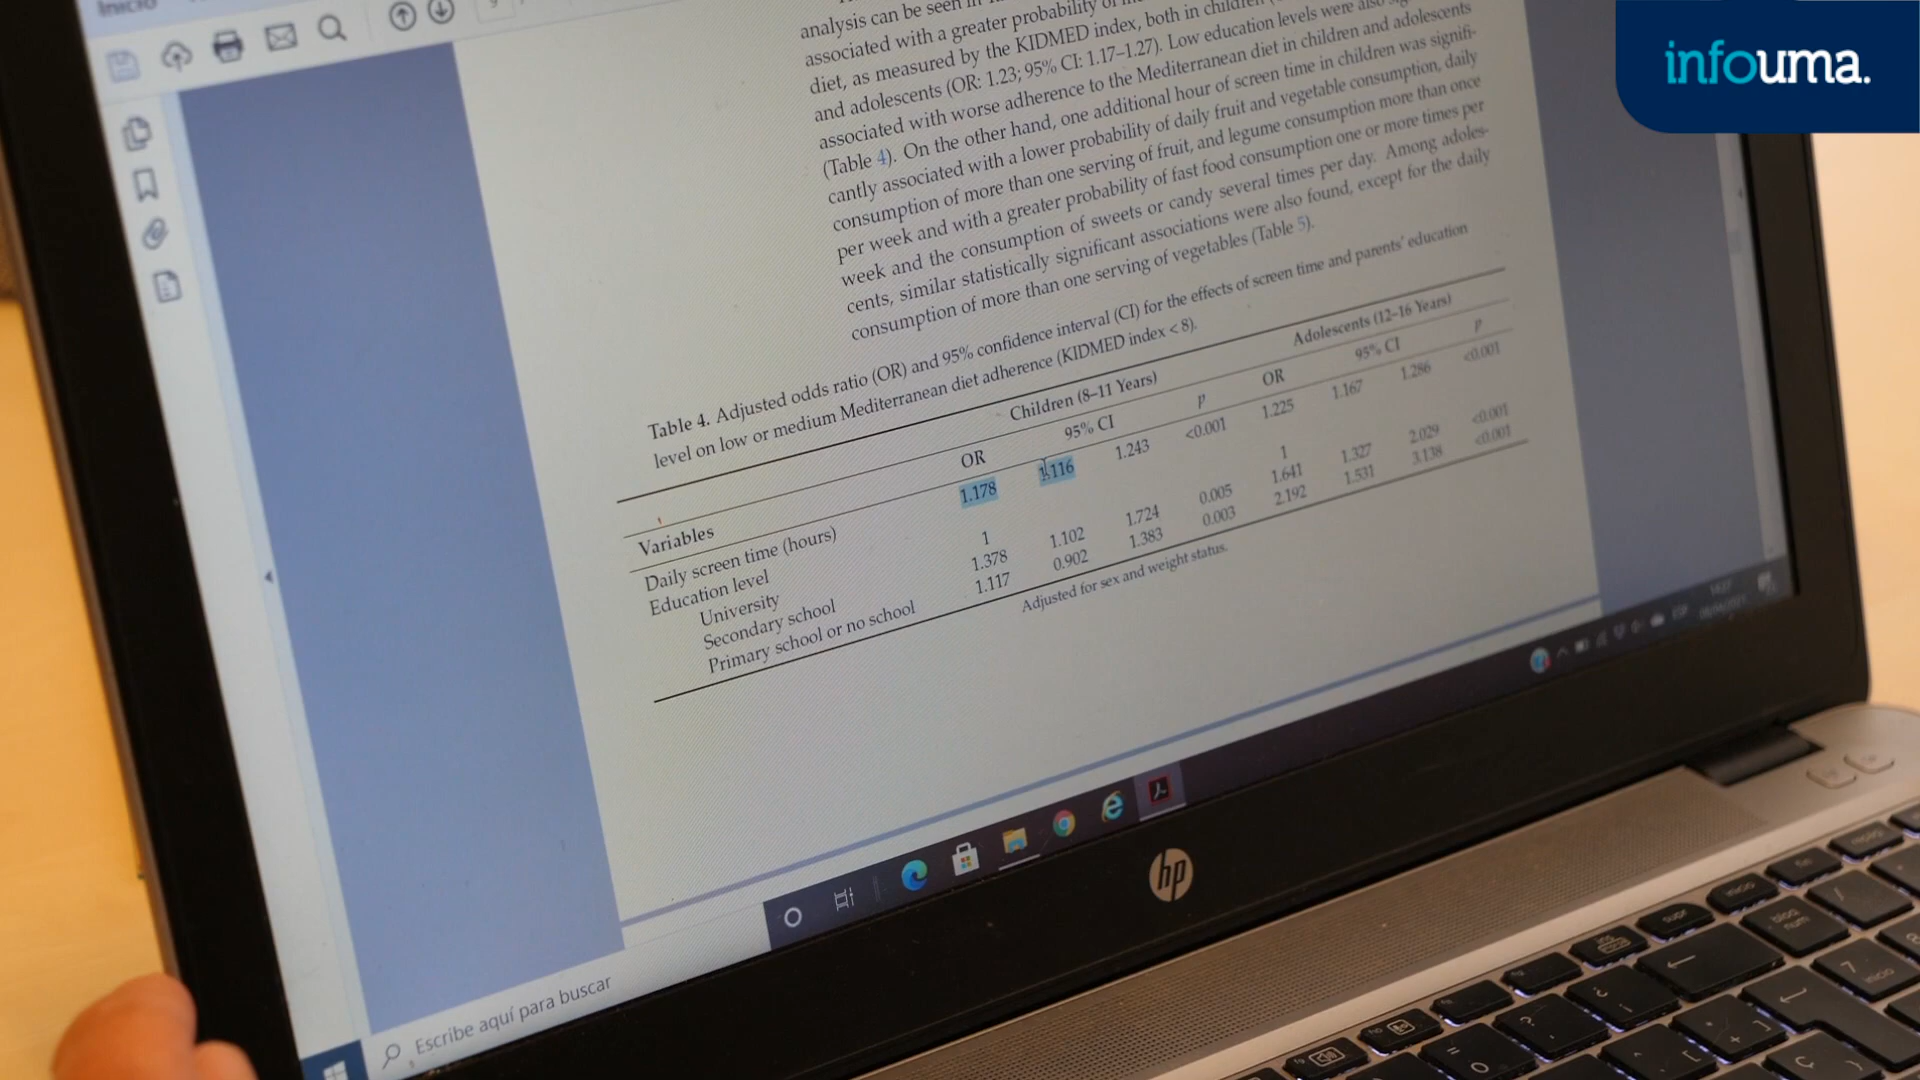 Inicio
infouma.
analysis can be seen in
associated with a greater probability of
diet, as measured by the KIDMED index, both in children
and adolescents (OR: 1.23; 95% CI: 1.17–1.27). Low education levels were also
associated with worse adherence to the Mediterranean diet in children and adolescents
(Table 4). On the other hand, one additional hour of screen time in children was signifi-
cantly associated with a lower probability of daily fruit and vegetable consumption, daily
consumption of more than one serving of fruit, and legume consumption more than once
per week and with a greater probability of fast food consumption one or more times per
week and the consumption of sweets or candy several times per day. Among adoles-
cents, similar statistically significant associations were also found, except for the daily
consumption of more than one serving of vegetables (Table 5).
Table 4. Adjusted odds ratio (OR) and 95% confidence interval (CI) for the effects of screen time and parents' education
level on low or medium Mediterranean diet adherence (KIDMED index < 8).
Children (8–11 Years) Adolescents (12–16 Years)
Variables OR 95% CI p OR 95% CI p
Daily screen time (hours) 1.178 1.116 1.243 <0.001 1.225 1.167 1.286 <0.001
Education level
University 1 1
Secondary school 1.378 1.102 1.724 0.005 1.641 1.327 2.029 <0.001
Primary school or no school 1.117 0.902 1.383 0.003 2.192 1.531 3.138 <0.001
Adjusted for sex and weight status.
Escribe aquí para buscar
hp
supr
inicio
bloq
num
7
inicio